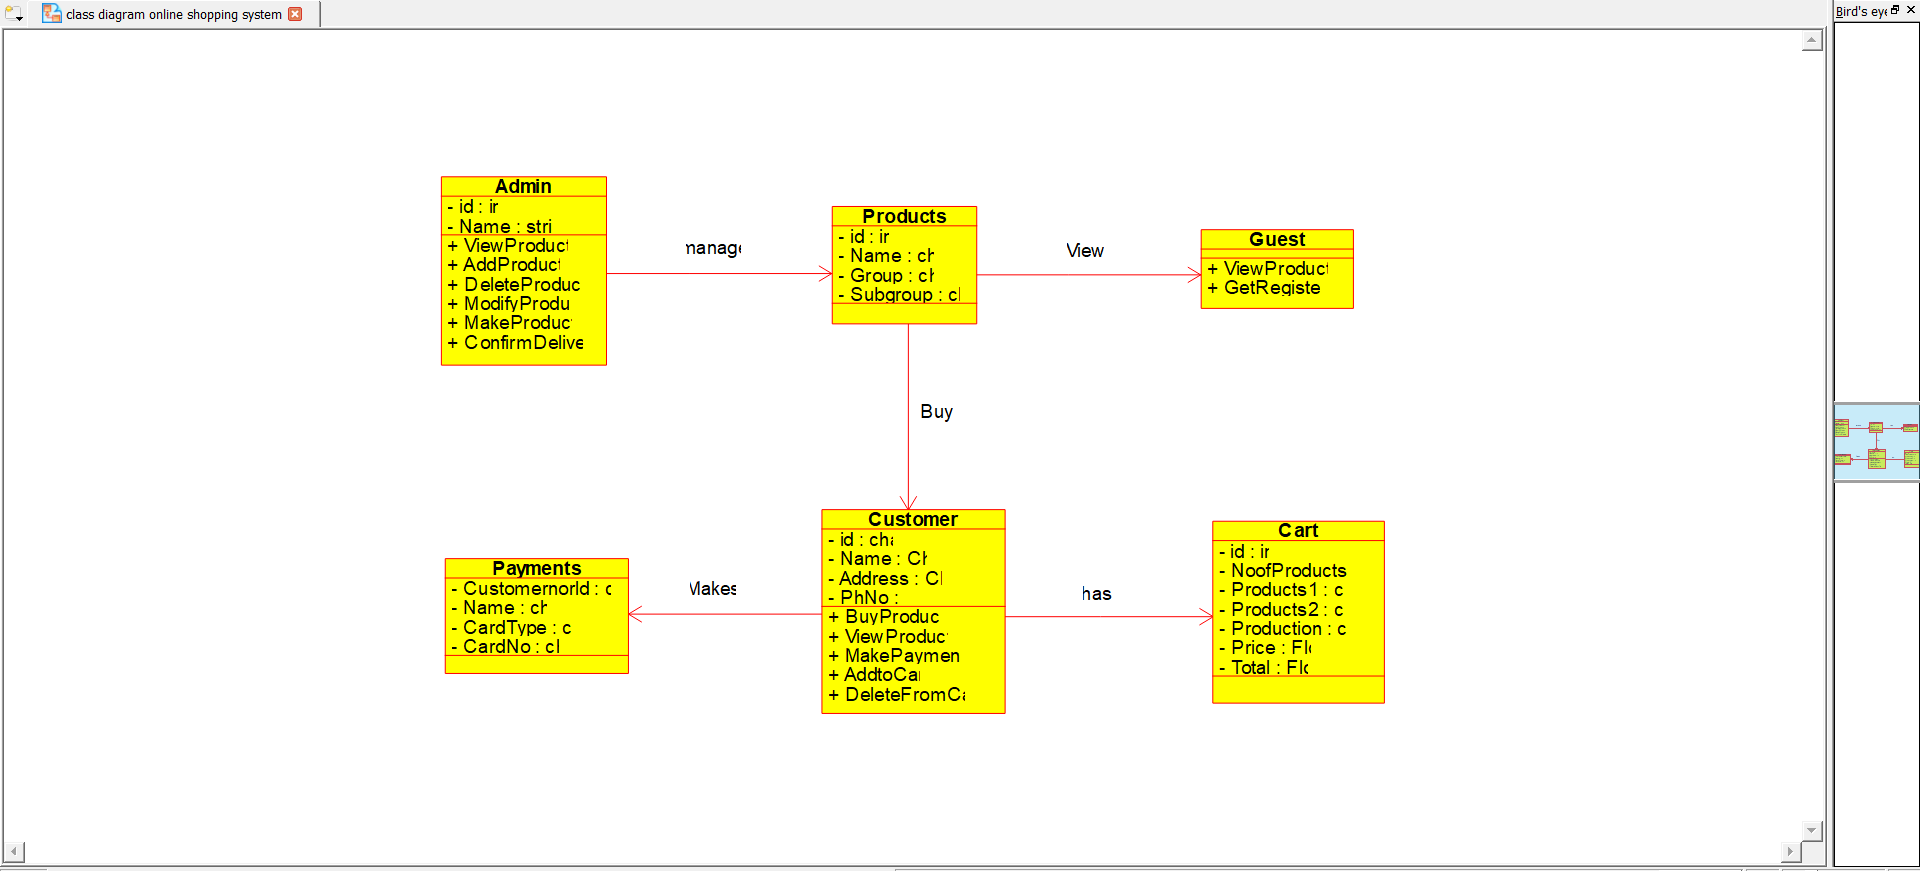 class diagram online shopping system
Bird's eye
Admin
- id : ir
- Name : stri
+ ViewProduct
+ AddProduct
+ DeleteProduc
+ ModifyProdu
+ MakeProduc
+ ConfirmDelive
manage
Products
- id : ir
- Name : ch
- Group : ch
- Subgroup : cl
View
Guest
+ ViewProduct
+ GetRegiste
Buy
Customer
- id : cha
- Name : Ch
- Address : Cl
- PhNo :
+ BuyProduc
+ ViewProduc
+ MakePaymen
+ AddtoCa
+ DeleteFromCa
Makes
Payments
- CustomernorId : c
- Name : ch
- CardType : c
- CardNo : cl
has
Cart
- id : ir
- NoofProducts
- Products1 : c
- Products2 : c
- Production : c
- Price : Flo
- Total : Flo